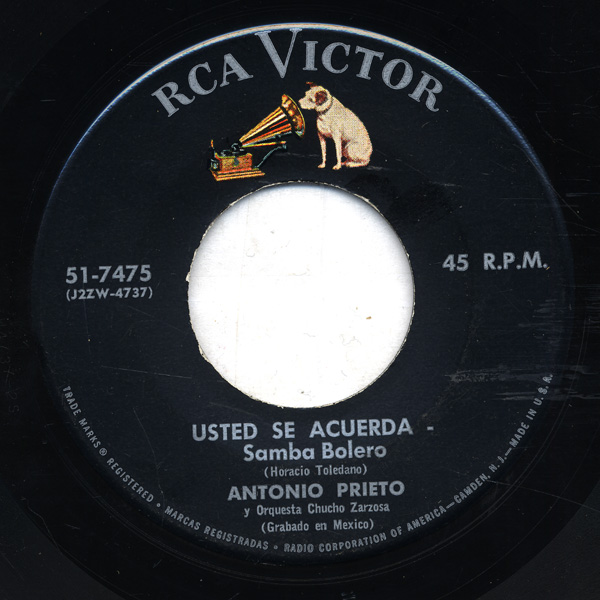 RCA VICTOR
51-7475
(J2ZW-4737)
45 R.P.M.
USTED SE ACUERDA -
Samba Bolero
(Horacio Toledano)
ANTONIO PRIETO
y Orquesta Chucho Zarzosa
(Grabado en Mexico)
TRADE MARKS ® REGISTERED • MARCAS REGISTRADAS • RADIO CORPORATION OF AMERICA—CAMDEN, N. J.—MADE IN U. S. A.